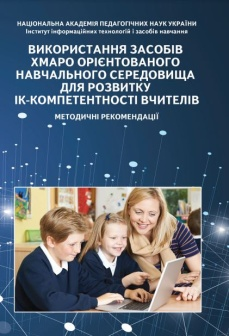 НАЦІОНАЛЬНА АКАДЕМІЯ ПЕДАГОГІЧНИХ НАУК УКРАЇНИ
Інститут інформаційних технологій і засобів навчання
ВИКОРИСТАННЯ ЗАСОБІВ
ХМАРО ОРІЄНТОВАНОГО
НАВЧАЛЬНОГО СЕРЕДОВИЩА
ДЛЯ РОЗВИТКУ
ІК-КОМПЕТЕНТНОСТІ ВЧИТЕЛІВ
МЕТОДИЧНІ РЕКОМЕНДАЦІЇ